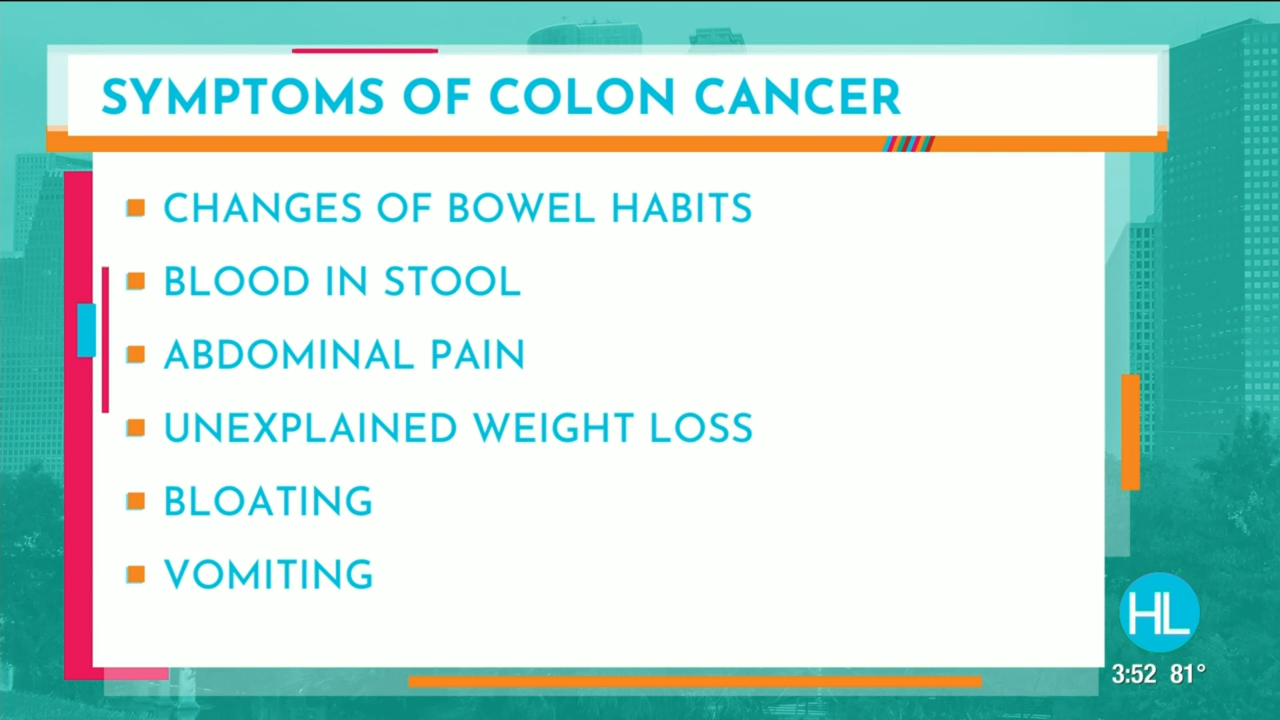 SYMPTOMS OF COLON CANCER
CHANGES OF BOWEL HABITS
BLOOD IN STOOL
ABDOMINAL PAIN
UNEXPLAINED WEIGHT LOSS
BLOATING
VOMITING
HL
3:52 81°